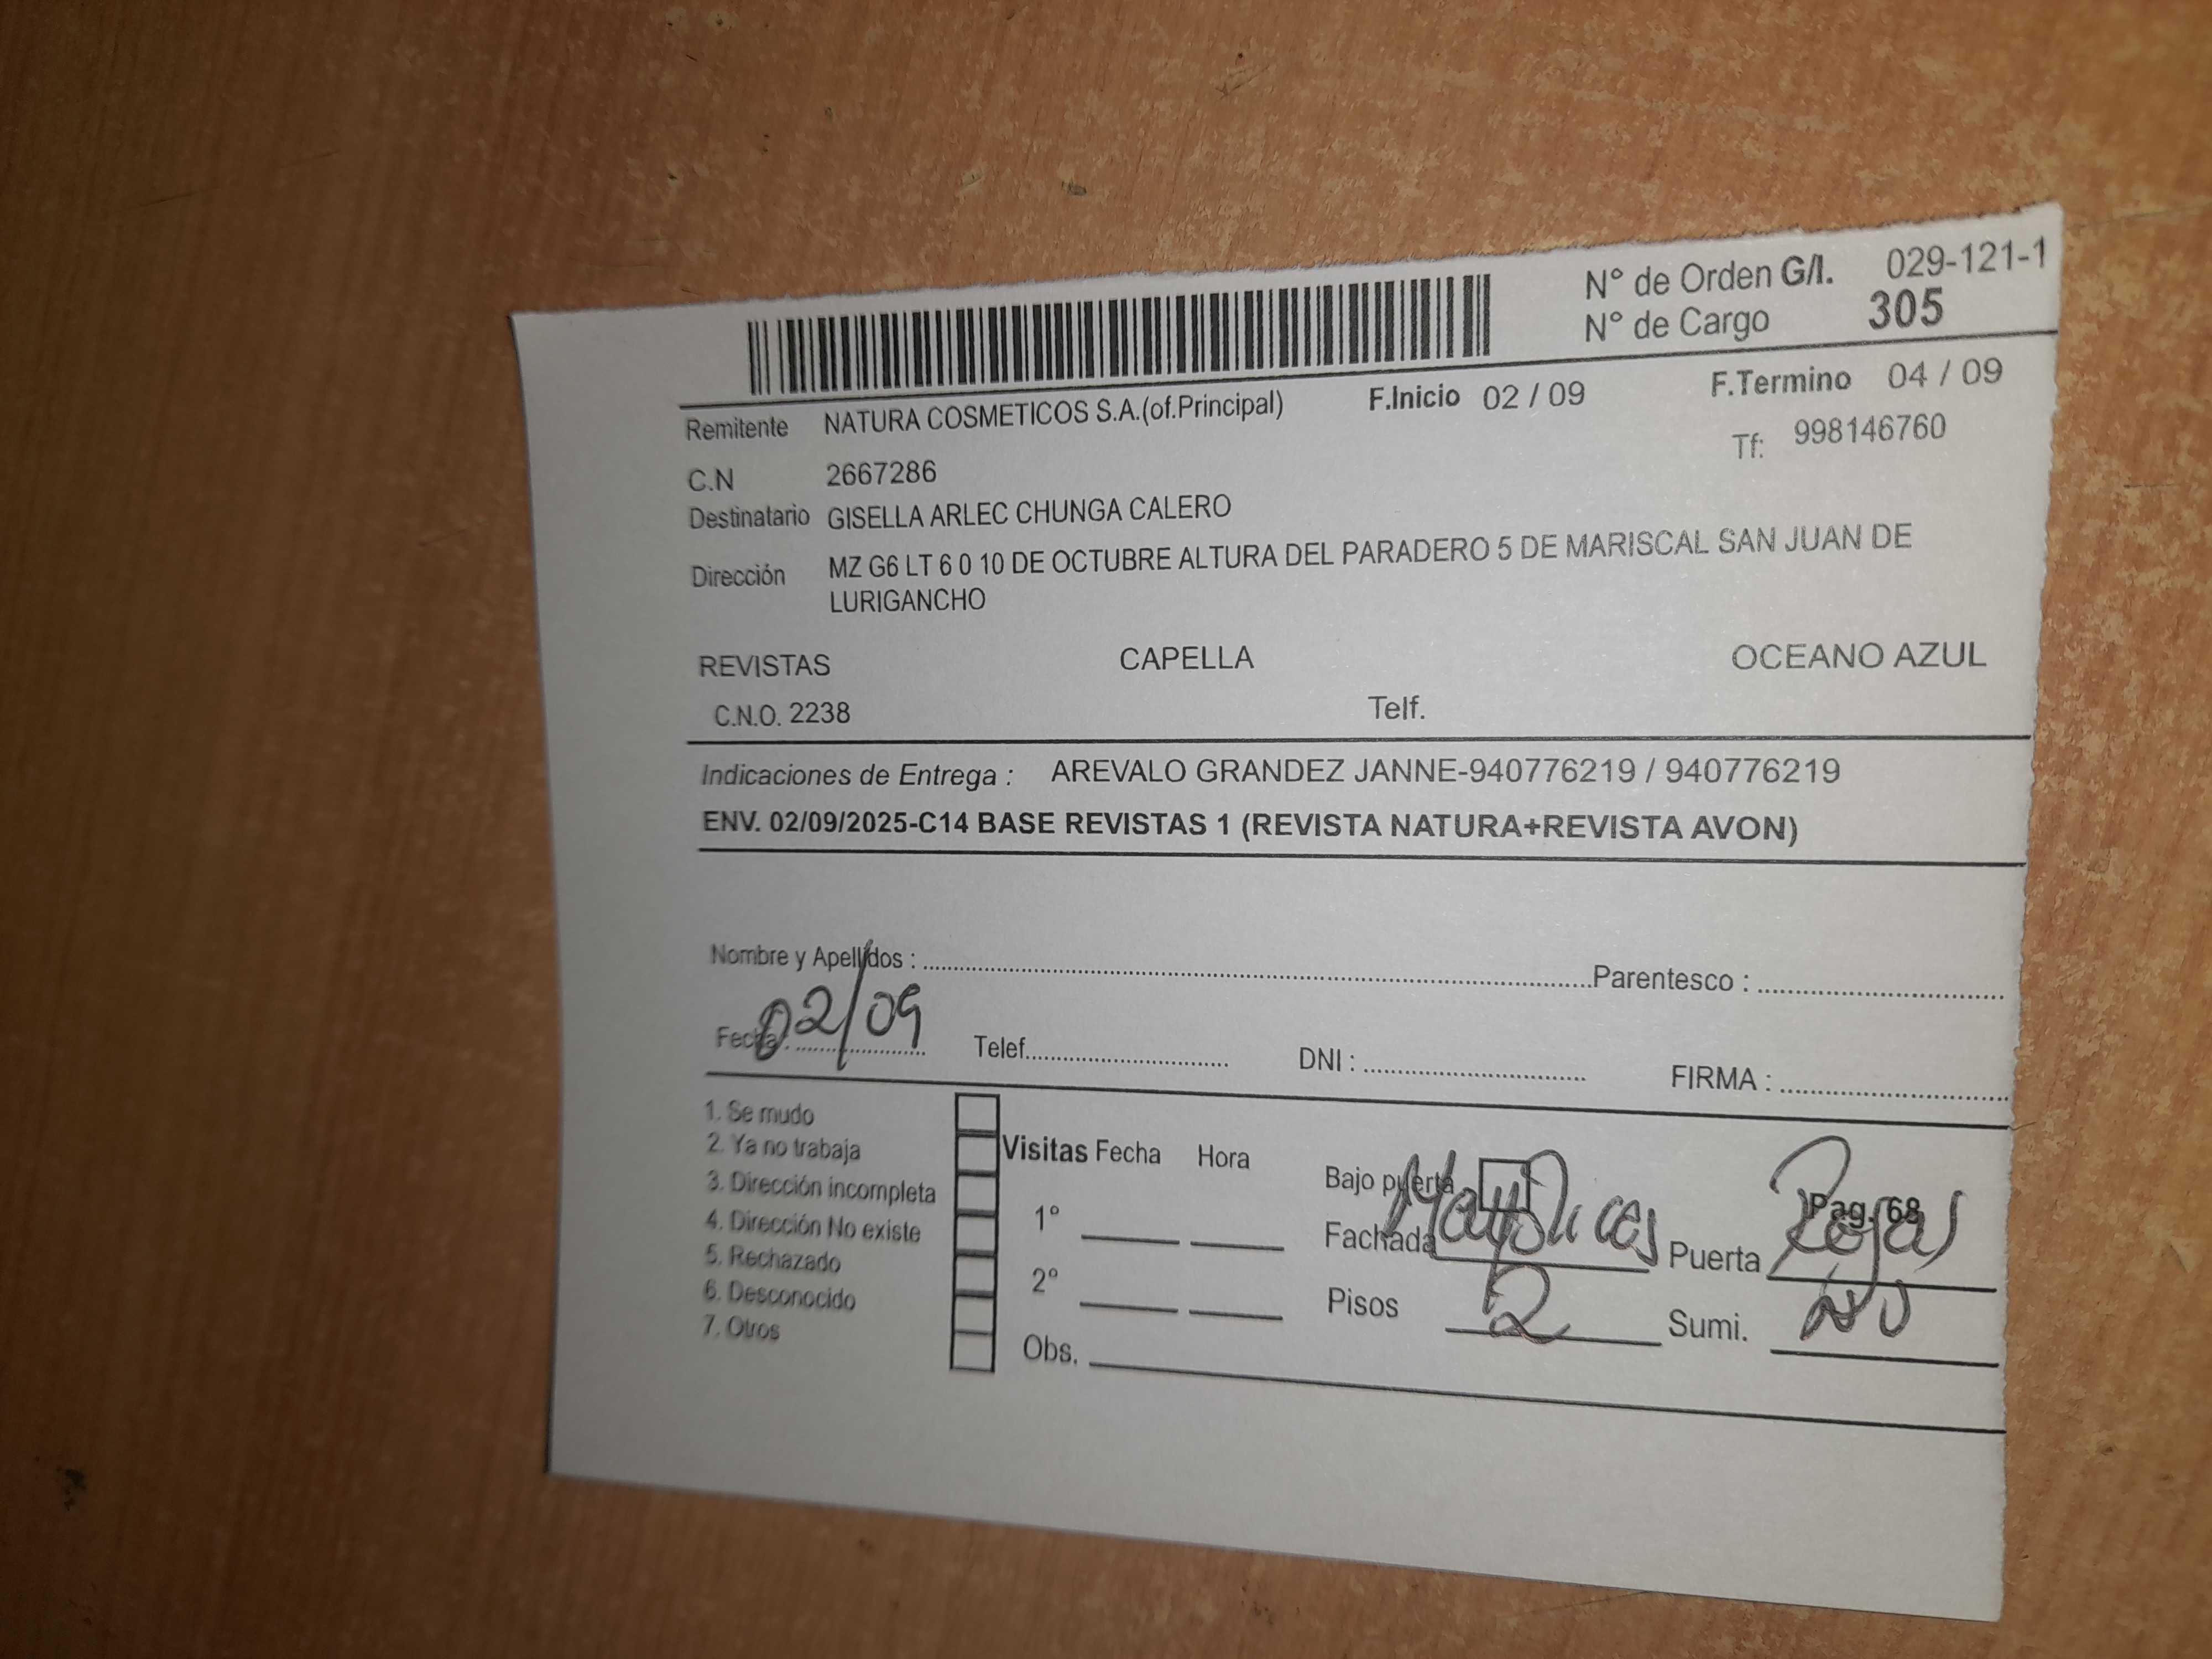 N° de Orden G/I. 029-121-1
N° de Cargo 305
Remitente NATURA COSMETICOS S.A.(of.Principal) F.Inicio 02 / 09 F.Termino 04 / 09
C.N 2667286 Tf: 998146760
Destinatario GISELLA ARLEC CHUNGA CALERO
Dirección MZ G6 LT 6 0 10 DE OCTUBRE ALTURA DEL PARADERO 5 DE MARISCAL SAN JUAN DE
LURIGANCHO
REVISTAS CAPELLA OCEANO AZUL
C.N.O. 2238 Telf.
Indicaciones de Entrega : AREVALO GRANDEZ JANNE-940776219 / 940776219
ENV. 02/09/2025-C14 BASE REVISTAS 1 (REVISTA NATURA+REVISTA AVON)
Nombre y Apellidos : Parentesco :
Fecha : 02/09 Telef. DNI : FIRMA :
1. Se mudo
2. Ya no trabaja Visitas Fecha Hora Bajo puerta
3. Dirección incompleta 1° Pag. 68
4. Dirección No existe Fachada Puerta Rejas
5. Rechazado
6. Desconocido 2° Pisos 2 Sumi. NO
7. Otros Obs.